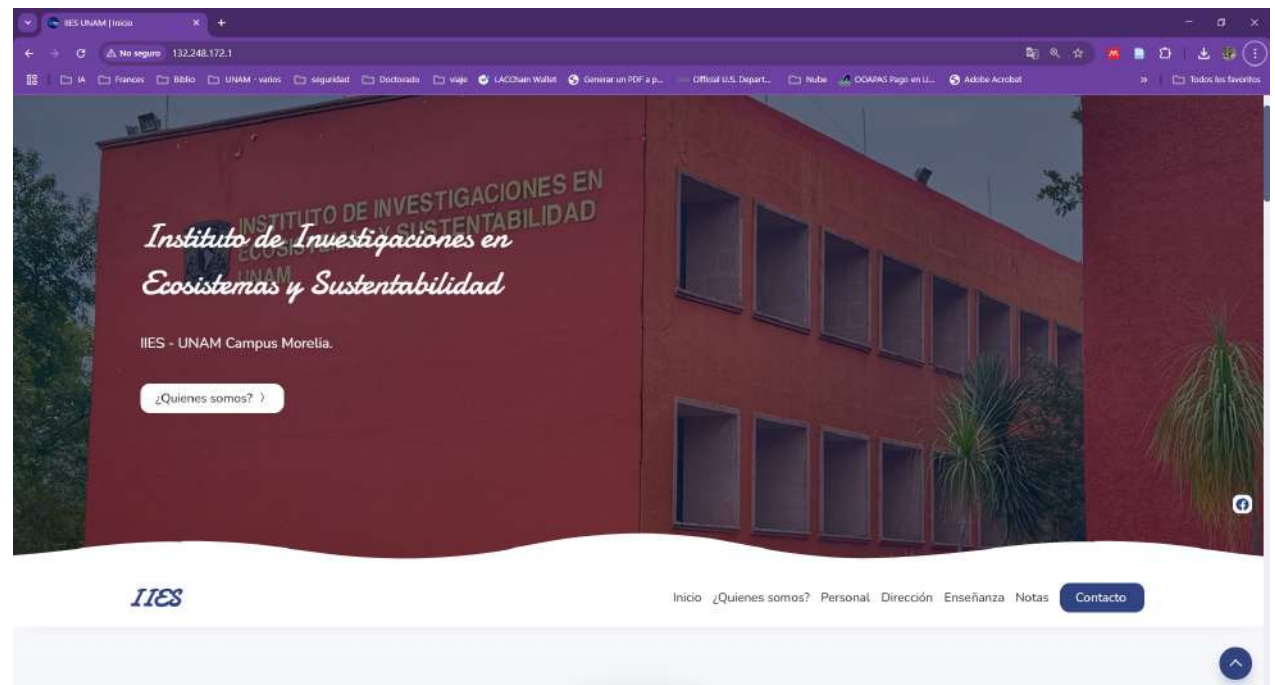 IIES UNAM | Inicio
No seguro 132.248.172.1
IA Frances Biblio UNAM - varios seguridad Doctorado viaje LACChain Wallet Generar un PDF a p... Official U.S. Depart... Nube OOAPAS Pago en Li... Adobe Acrobat » Todos los favoritos
INSTITUTO DE INVESTIGACIONES EN
ECOSISTEMAS Y SUSTENTABILIDAD
UNAM
Instituto de Investigaciones en
Ecosistemas y Sustentabilidad
IIES - UNAM Campus Morelia.
¿Quienes somos? 〉
IIES
Inicio ¿Quienes somos? Personal Dirección Enseñanza Notas Contacto